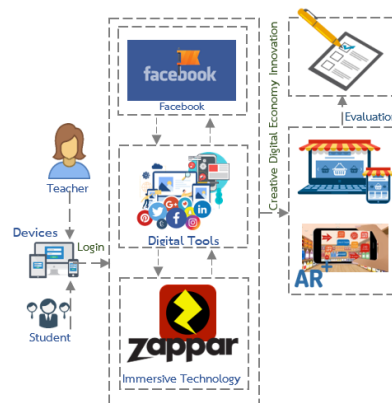 facebook
Facebook
Creative Digital Economy Innovation
Evaluation
Teacher
Devices
Login
Digital Tools
Student
AR+
zappar
Immersive Technology